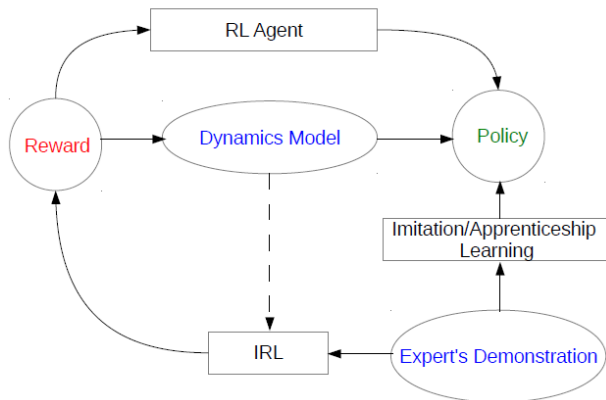 RL Agent
Reward
Dynamics Model
Policy
Imitation/Apprenticeship
Learning
IRL
Expert's Demonstration